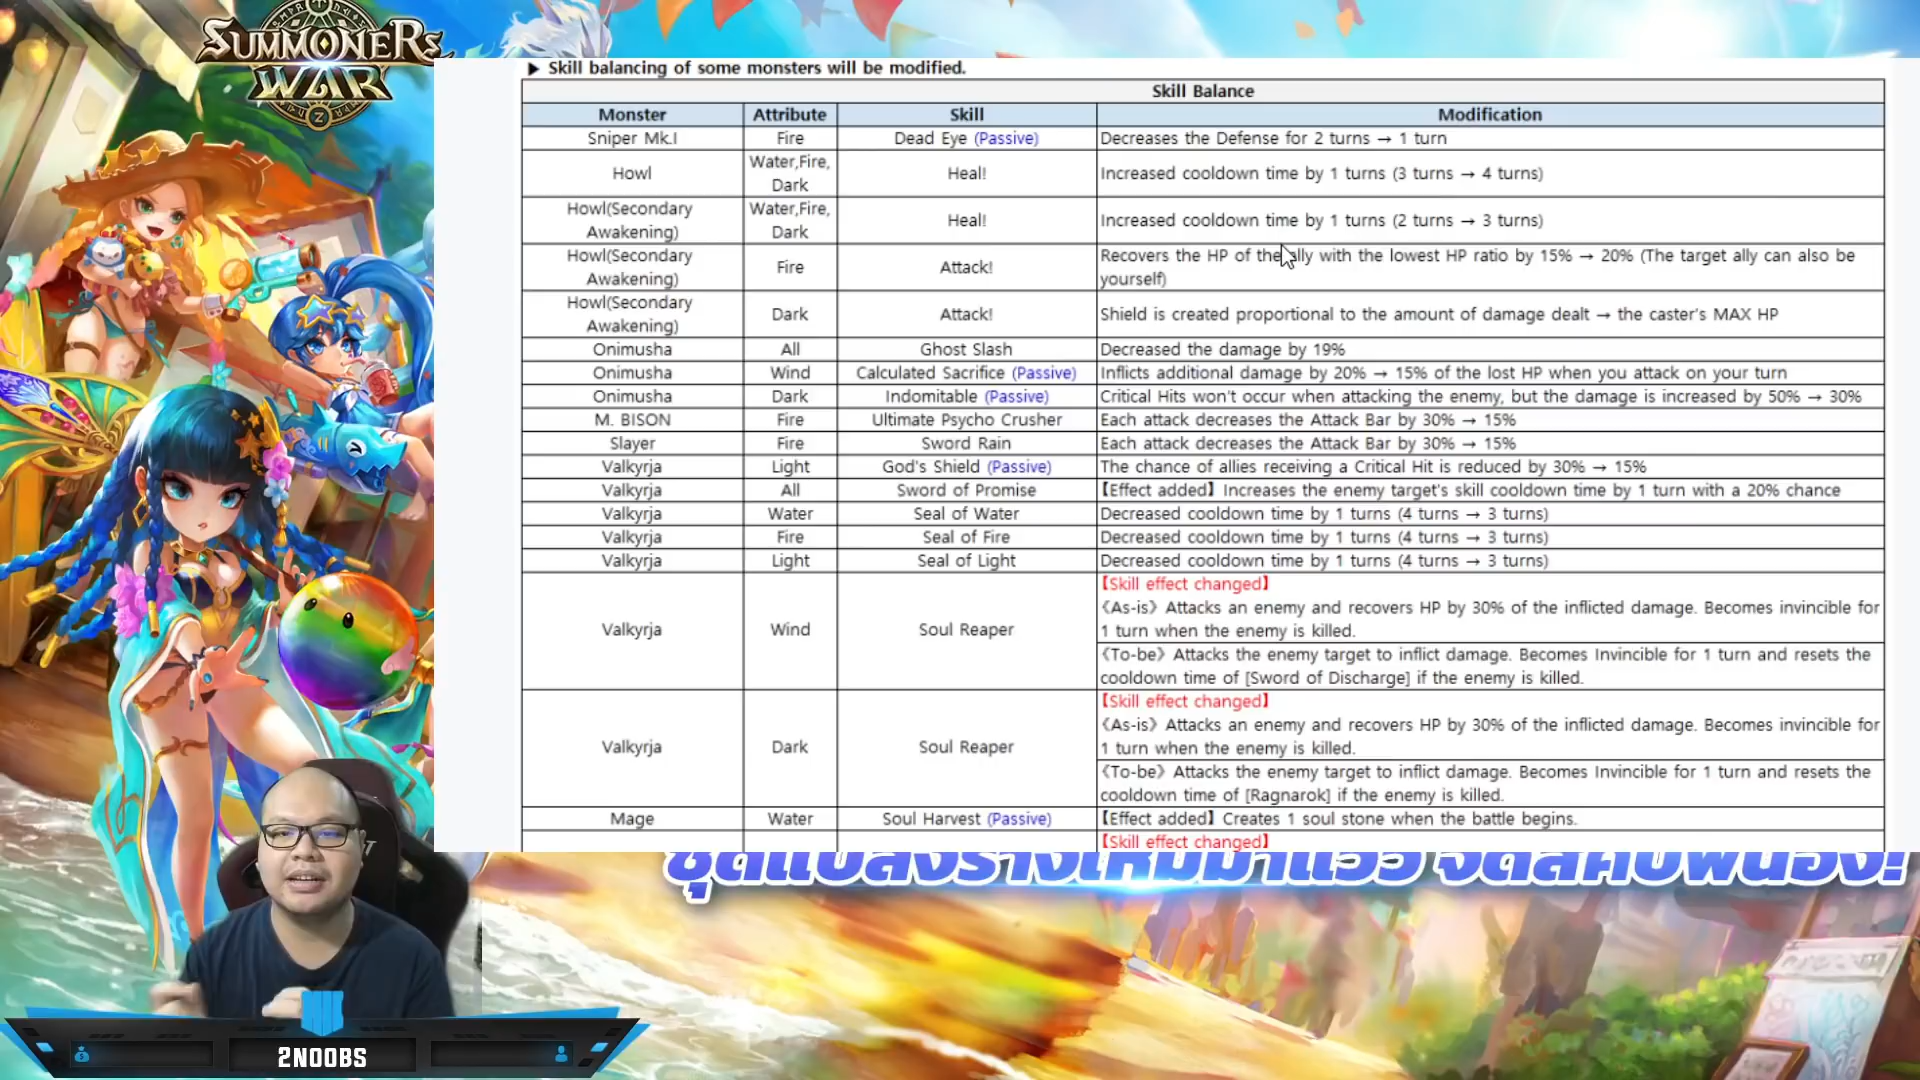 SUMMONERS
WAR
▶ Skill balancing of some monsters will be modified.
Skill Balance
Monster Attribute Skill Modification
Sniper Mk.I Fire Dead Eye (Passive) Decreases the Defense for 2 turns → 1 turn
Howl Water,Fire, Dark Heal! Increased cooldown time by 1 turns (3 turns → 4 turns)
Howl(Secondary Awakening) Water,Fire, Dark Heal! Increased cooldown time by 1 turns (2 turns → 3 turns)
Howl(Secondary Awakening) Fire Attack! Recovers the HP of the ally with the lowest HP ratio by 15% → 20% (The target ally can also be
yourself)
Howl(Secondary Awakening) Dark Attack! Shield is created proportional to the amount of damage dealt → the caster's MAX HP
Onimusha All Ghost Slash Decreased the damage by 19%
Onimusha Wind Calculated Sacrifice (Passive) Inflicts additional damage by 20% → 15% of the lost HP when you attack on your turn
Onimusha Dark Indomitable (Passive) Critical Hits won't occur when attacking the enemy, but the damage is increased by 50% → 30%
M. BISON Fire Ultimate Psycho Crusher Each attack decreases the Attack Bar by 30% → 15%
Slayer Fire Sword Rain Each attack decreases the Attack Bar by 30% → 15%
Valkyrja Light God's Shield (Passive) The chance of allies receiving a Critical Hit is reduced by 30% → 15%
Valkyrja All Sword of Promise 【Effect added】 Increases the enemy target's skill cooldown time by 1 turn with a 20% chance
Valkyrja Water Seal of Water Decreased cooldown time by 1 turns (4 turns → 3 turns)
Valkyrja Fire Seal of Fire Decreased cooldown time by 1 turns (4 turns → 3 turns)
Valkyrja Light Seal of Light Decreased cooldown time by 1 turns (4 turns → 3 turns)
Valkyrja Wind Soul Reaper 【Skill effect changed】
《As-is》 Attacks an enemy and recovers HP by 30% of the inflicted damage. Becomes invincible for
1 turn when the enemy is killed.
《To-be》 Attacks the enemy target to inflict damage. Becomes Invincible for 1 turn and resets the
cooldown time of [Sword of Discharge] if the enemy is killed.
Valkyrja Dark Soul Reaper 【Skill effect changed】
《As-is》 Attacks an enemy and recovers HP by 30% of the inflicted damage. Becomes invincible for
1 turn when the enemy is killed.
《To-be》 Attacks the enemy target to inflict damage. Becomes Invincible for 1 turn and resets the
cooldown time of [Ragnarok] if the enemy is killed.
Mage Water Soul Harvest (Passive) 【Effect added】 Creates 1 soul stone when the battle begins.
【Skill effect changed】
2NOOBS